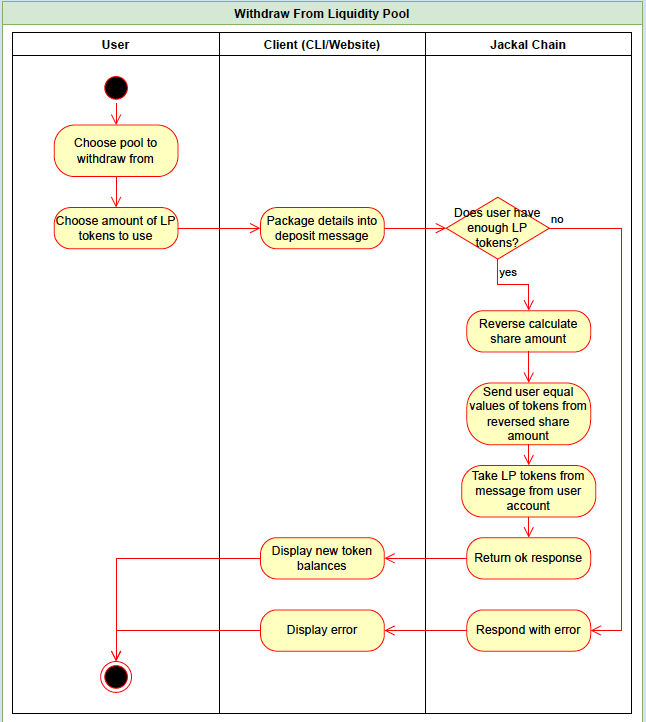 Withdraw From Liquidity Pool
User
Client (CLI/Website)
Jackal Chain
Choose pool to
withdraw from
Choose amount of LP
tokens to use
Package details into
deposit message
Does user have
enough LP
tokens?
no
yes
Reverse calculate
share amount
Send user equal
values of tokens from
reversed share
amount
Take LP tokens from
message from user
account
Return ok response
Display new token
balances
Respond with error
Display error